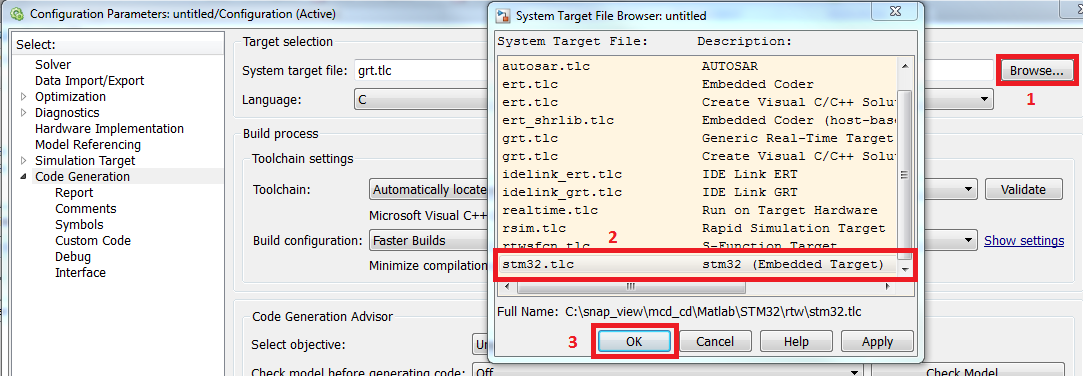 Configuration Parameters: untitled/Configuration (Active)
Select:
Solver
Data Import/Export
Optimization
Diagnostics
Hardware Implementation
Model Referencing
Simulation Target
Code Generation
Report
Comments
Symbols
Custom Code
Debug
Interface
Target selection
System target file: grt.tlc
Browse...
1
Language: C
Build process
Toolchain settings
Toolchain: Automatically locate
Validate
Microsoft Visual C++
Build configuration: Faster Builds
Show settings
Minimize compilation
Code Generation Advisor
Select objective:
Check model before generating code: Off
Check Model
System Target File Browser: untitled
System Target File: Description:
autosar.tlc AUTOSAR
ert.tlc Embedded Coder
ert.tlc Create Visual C/C++ Solu
ert_shrlib.tlc Embedded Coder (host-bas
grt.tlc Generic Real-Time Target
grt.tlc Create Visual C/C++ Solu
idelink_ert.tlc IDE Link ERT
idelink_grt.tlc IDE Link GRT
realtime.tlc Run on Target Hardware
rsim.tlc Rapid Simulation Target
rtwsfcn.tlc S-Function Target
2
stm32.tlc stm32 (Embedded Target)
Full Name: C:\snap_view\mcd_cd\Matlab\STM32\rtw\stm32.tlc
3
OK Cancel Help Apply